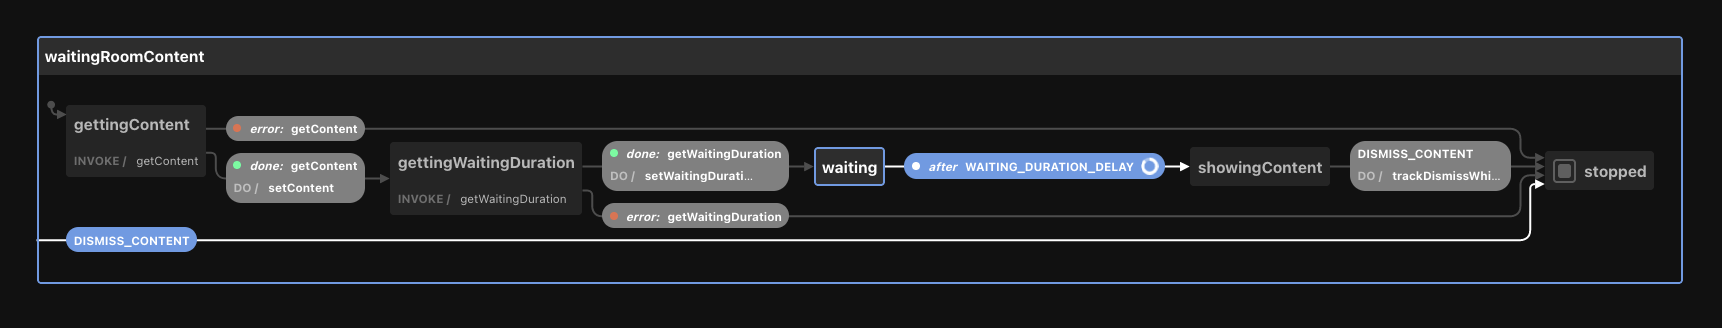 waitingRoomContent
gettingContent
INVOKE / getContent
error: getContent
done: getContent
DO / setContent
gettingWaitingDuration
INVOKE / getWaitingDuration
done: getWaitingDuration
DO / setWaitingDurati...
error: getWaitingDuration
waiting
after WAITING_DURATION_DELAY
showingContent
DISMISS_CONTENT
DO / trackDismissWhi...
stopped
DISMISS_CONTENT